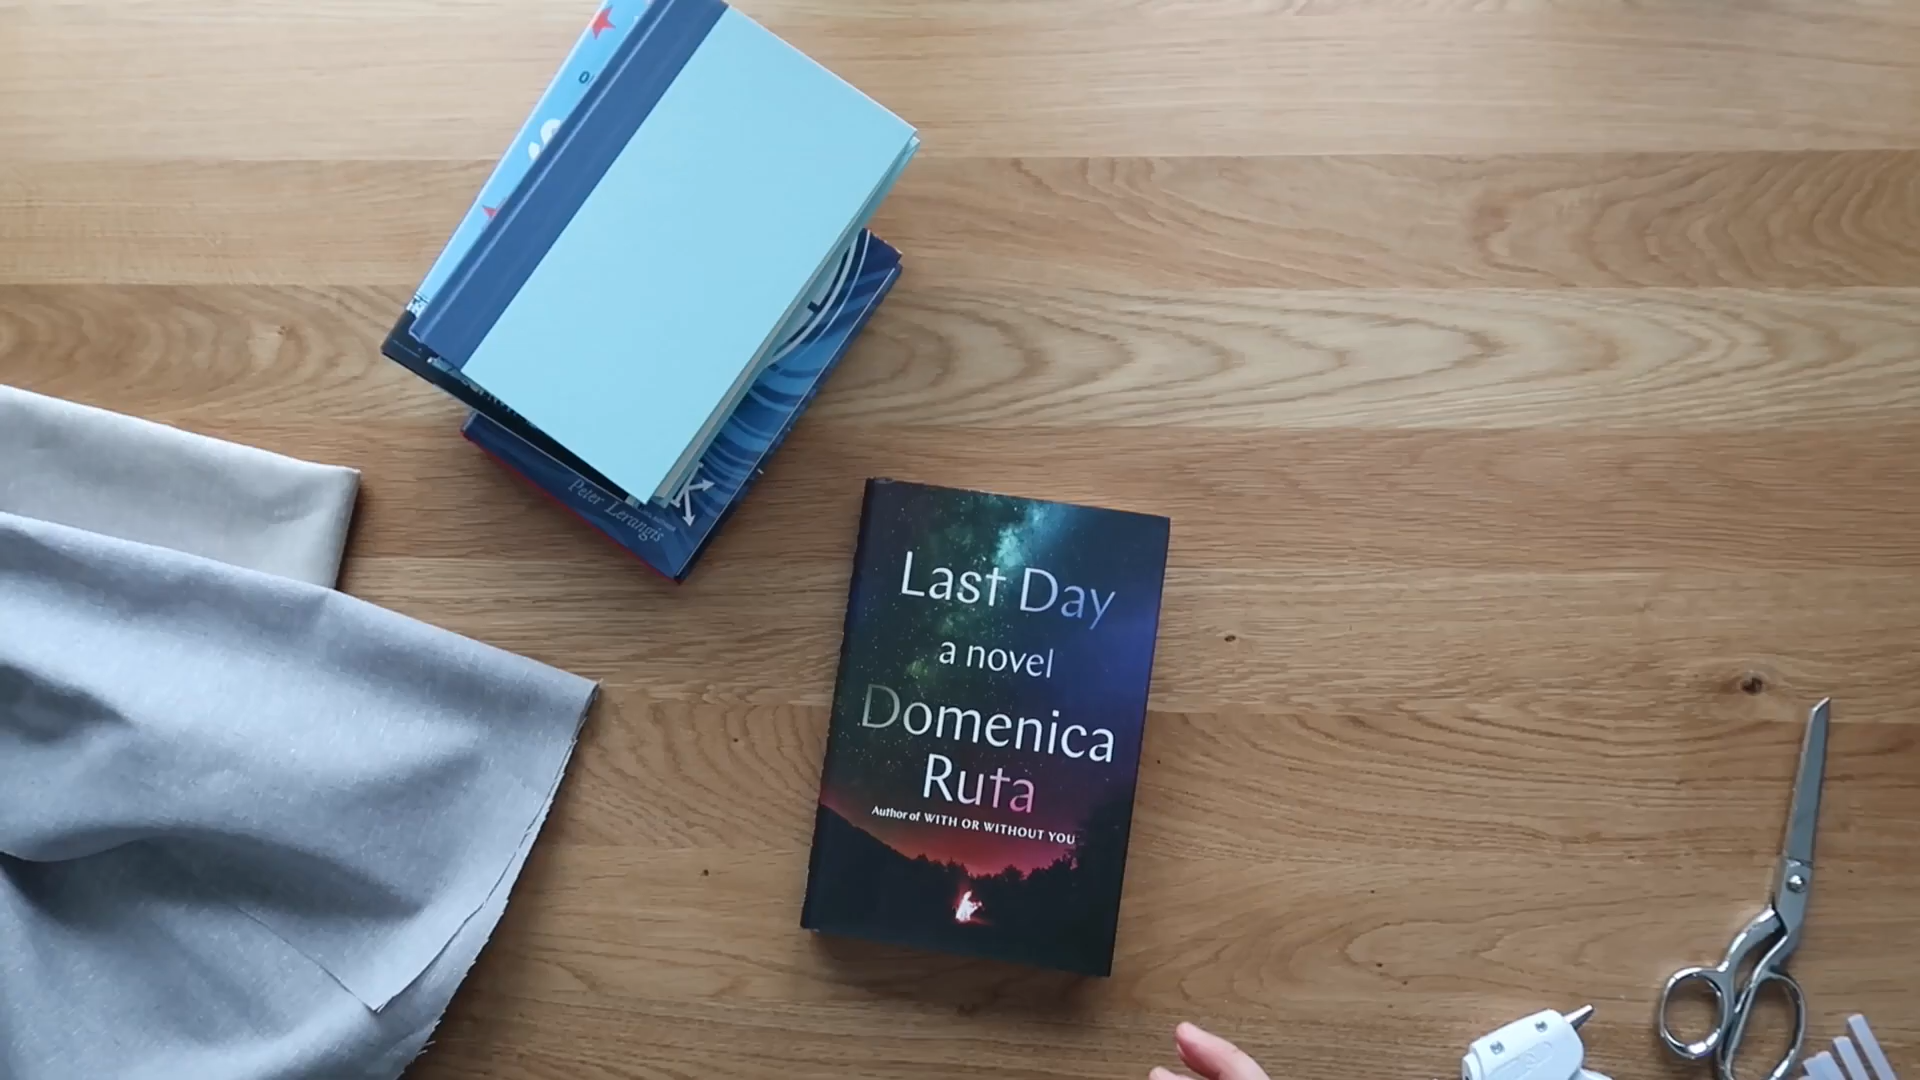 Peter Lerangis
Last Day
a novel
Domenica
Ruta
Author of WITH OR WITHOUT YOU